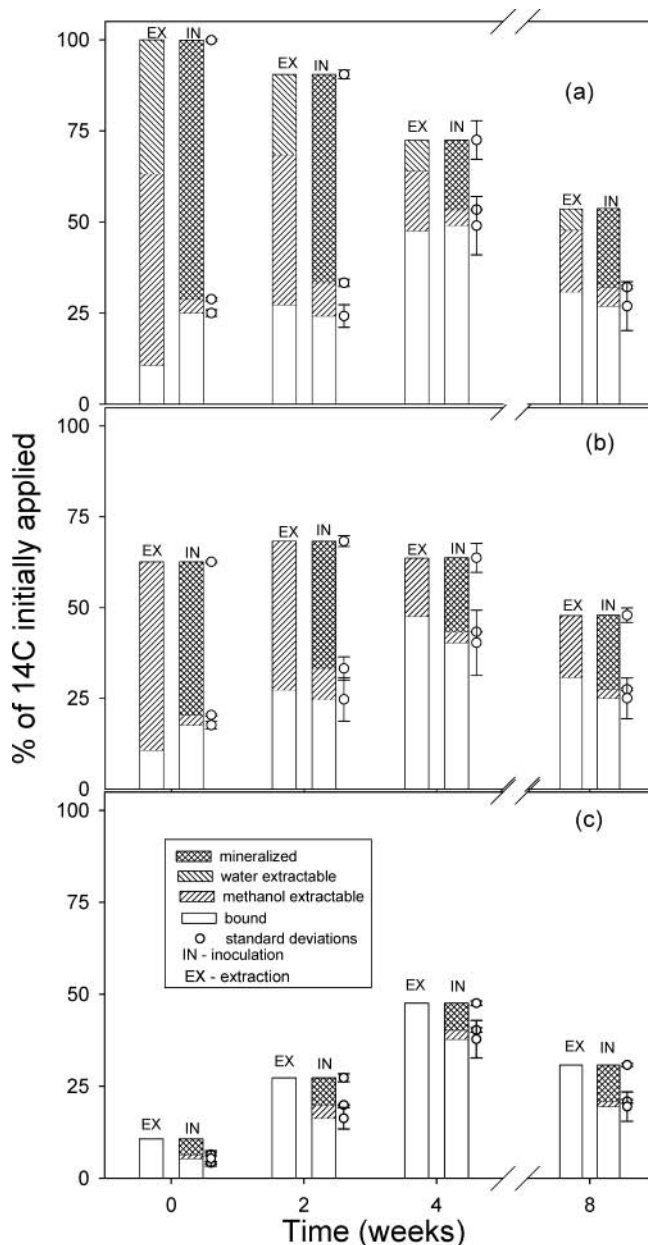 100
EX IN
EX IN
(a)
75
EX IN
EX IN
50
25
0
100
(b)
75
EX IN
EX IN
EX IN
50
EX IN
25
0
100
(c)
mineralized
water extractable
methanol extractable
bound
standard deviations
IN - inoculation
EX - extraction
75
50
EX IN
EX IN
EX IN
25
EX IN
0
% of 14C initially applied
0 2 4 8
Time (weeks)